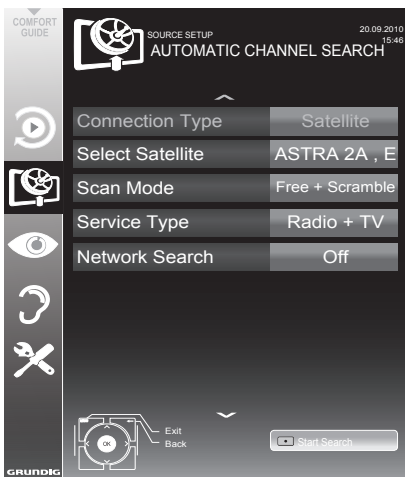 COMFORT
GUIDE
SOURCE SETUP
20.09.2010
AUTOMATIC CHANNEL SEARCH
15:46
Connection Type Satellite
Select Satellite ASTRA 2A , E
Scan Mode Free + Scramble
Service Type Radio + TV
Network Search Off
Exit
OK
Back
Start Search
GRUNDIG